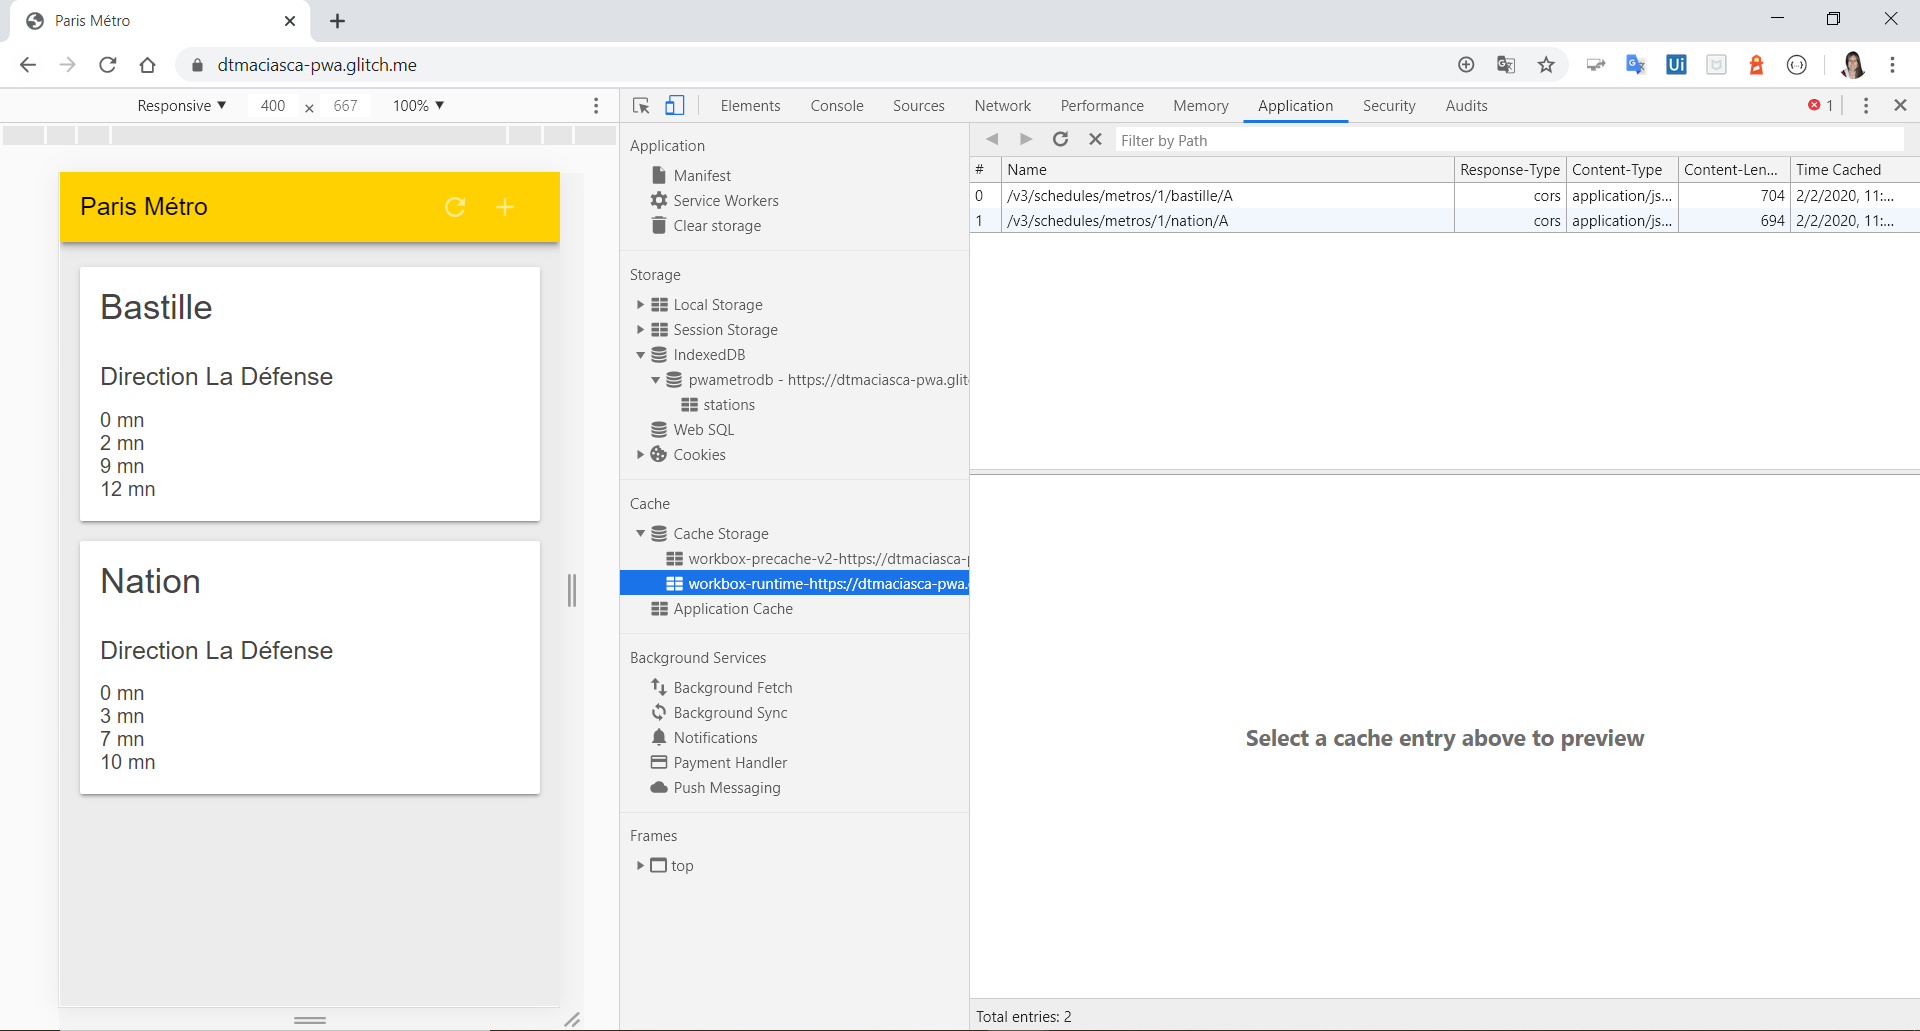 Paris Métro
dtmaciasca-pwa.glitch.me
Responsive ▼ 400 x 667 100% ▼
Elements Console Sources Network Performance Memory Application Security Audits 1
Paris Métro
Bastille
Direction La Défense
0 mn
2 mn
9 mn
12 mn
Nation
Direction La Défense
0 mn
3 mn
7 mn
10 mn
Application
Manifest
Service Workers
Clear storage
Storage
Local Storage
Session Storage
IndexedDB
pwametrodb - https://dtmaciasca-pwa.glit
stations
Web SQL
Cookies
Cache
Cache Storage
workbox-precache-v2-https://dtmaciasca-p
workbox-runtime-https://dtmaciasca-pwa.
Application Cache
Background Services
Background Fetch
Background Sync
Notifications
Payment Handler
Push Messaging
Frames
top
Filter by Path
# Name Response-Type Content-Type Content-Len... Time Cached
0 /v3/schedules/metros/1/bastille/A cors application/js... 704 2/2/2020, 11:...
1 /v3/schedules/metros/1/nation/A cors application/js... 694 2/2/2020, 11:...
Select a cache entry above to preview
Total entries: 2